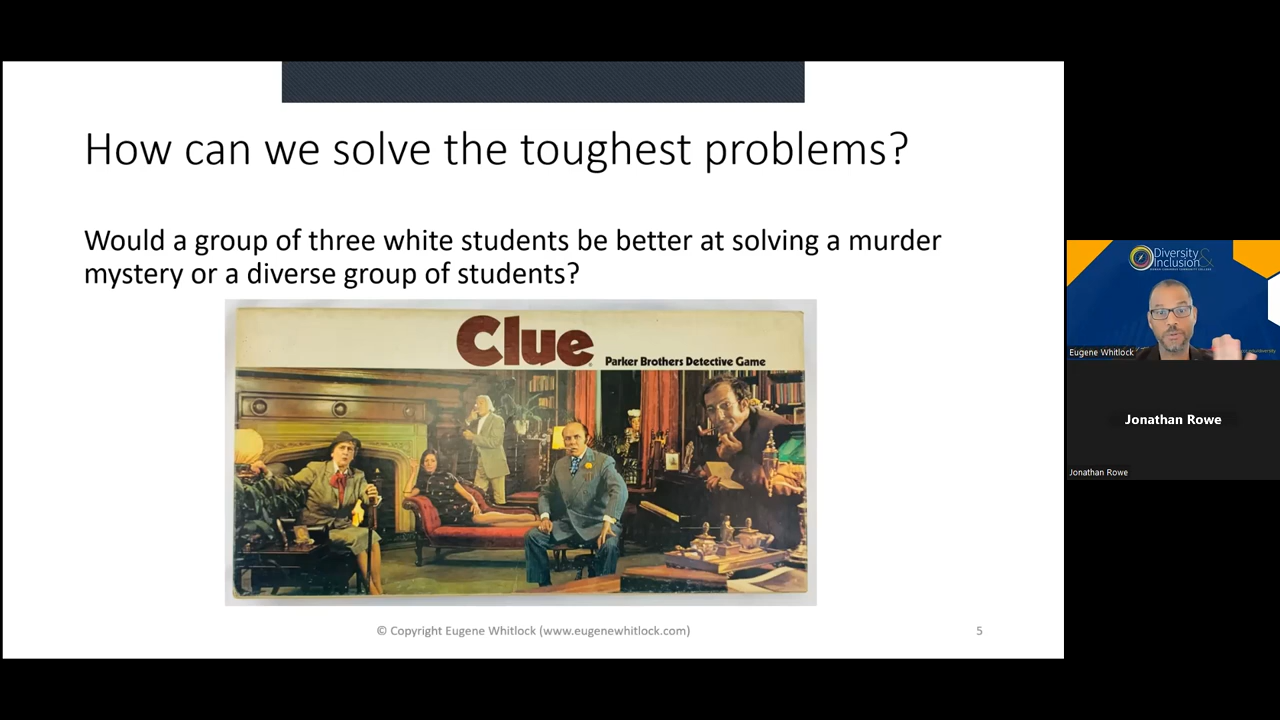 How can we solve the toughest problems?
Would a group of three white students be better at solving a murder
mystery or a diverse group of students?
Clue
Parker Brothers Detective Game
© Copyright Eugene Whitlock (www.eugenewhitlock.com)
5
Diversity &
Inclusion
Eugene Whitlock
Jonathan Rowe
Jonathan Rowe